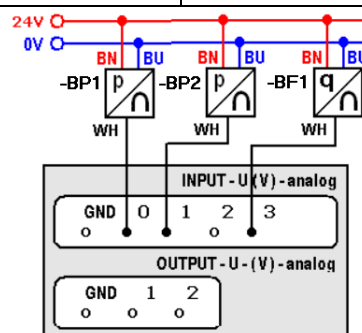 24V
0V
BN BU BN BU BN BU
-BP1 p -BP2 p -BF1 q
WH WH WH
INPUT-U(V)-analog
GND 0 1 2 3
OUTPUT-U-(V)-analog
GND 1 2